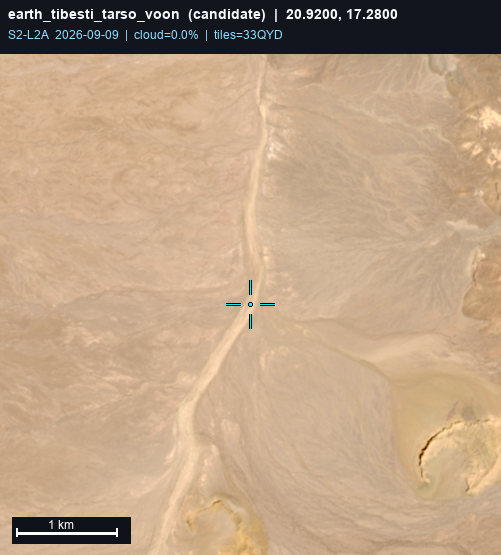 earth_tibesti_tarso_voon (candidate) | 20.9200, 17.2800
S2-L2A 2026-09-09 | cloud=0.0% | tiles=33QYD
1 km